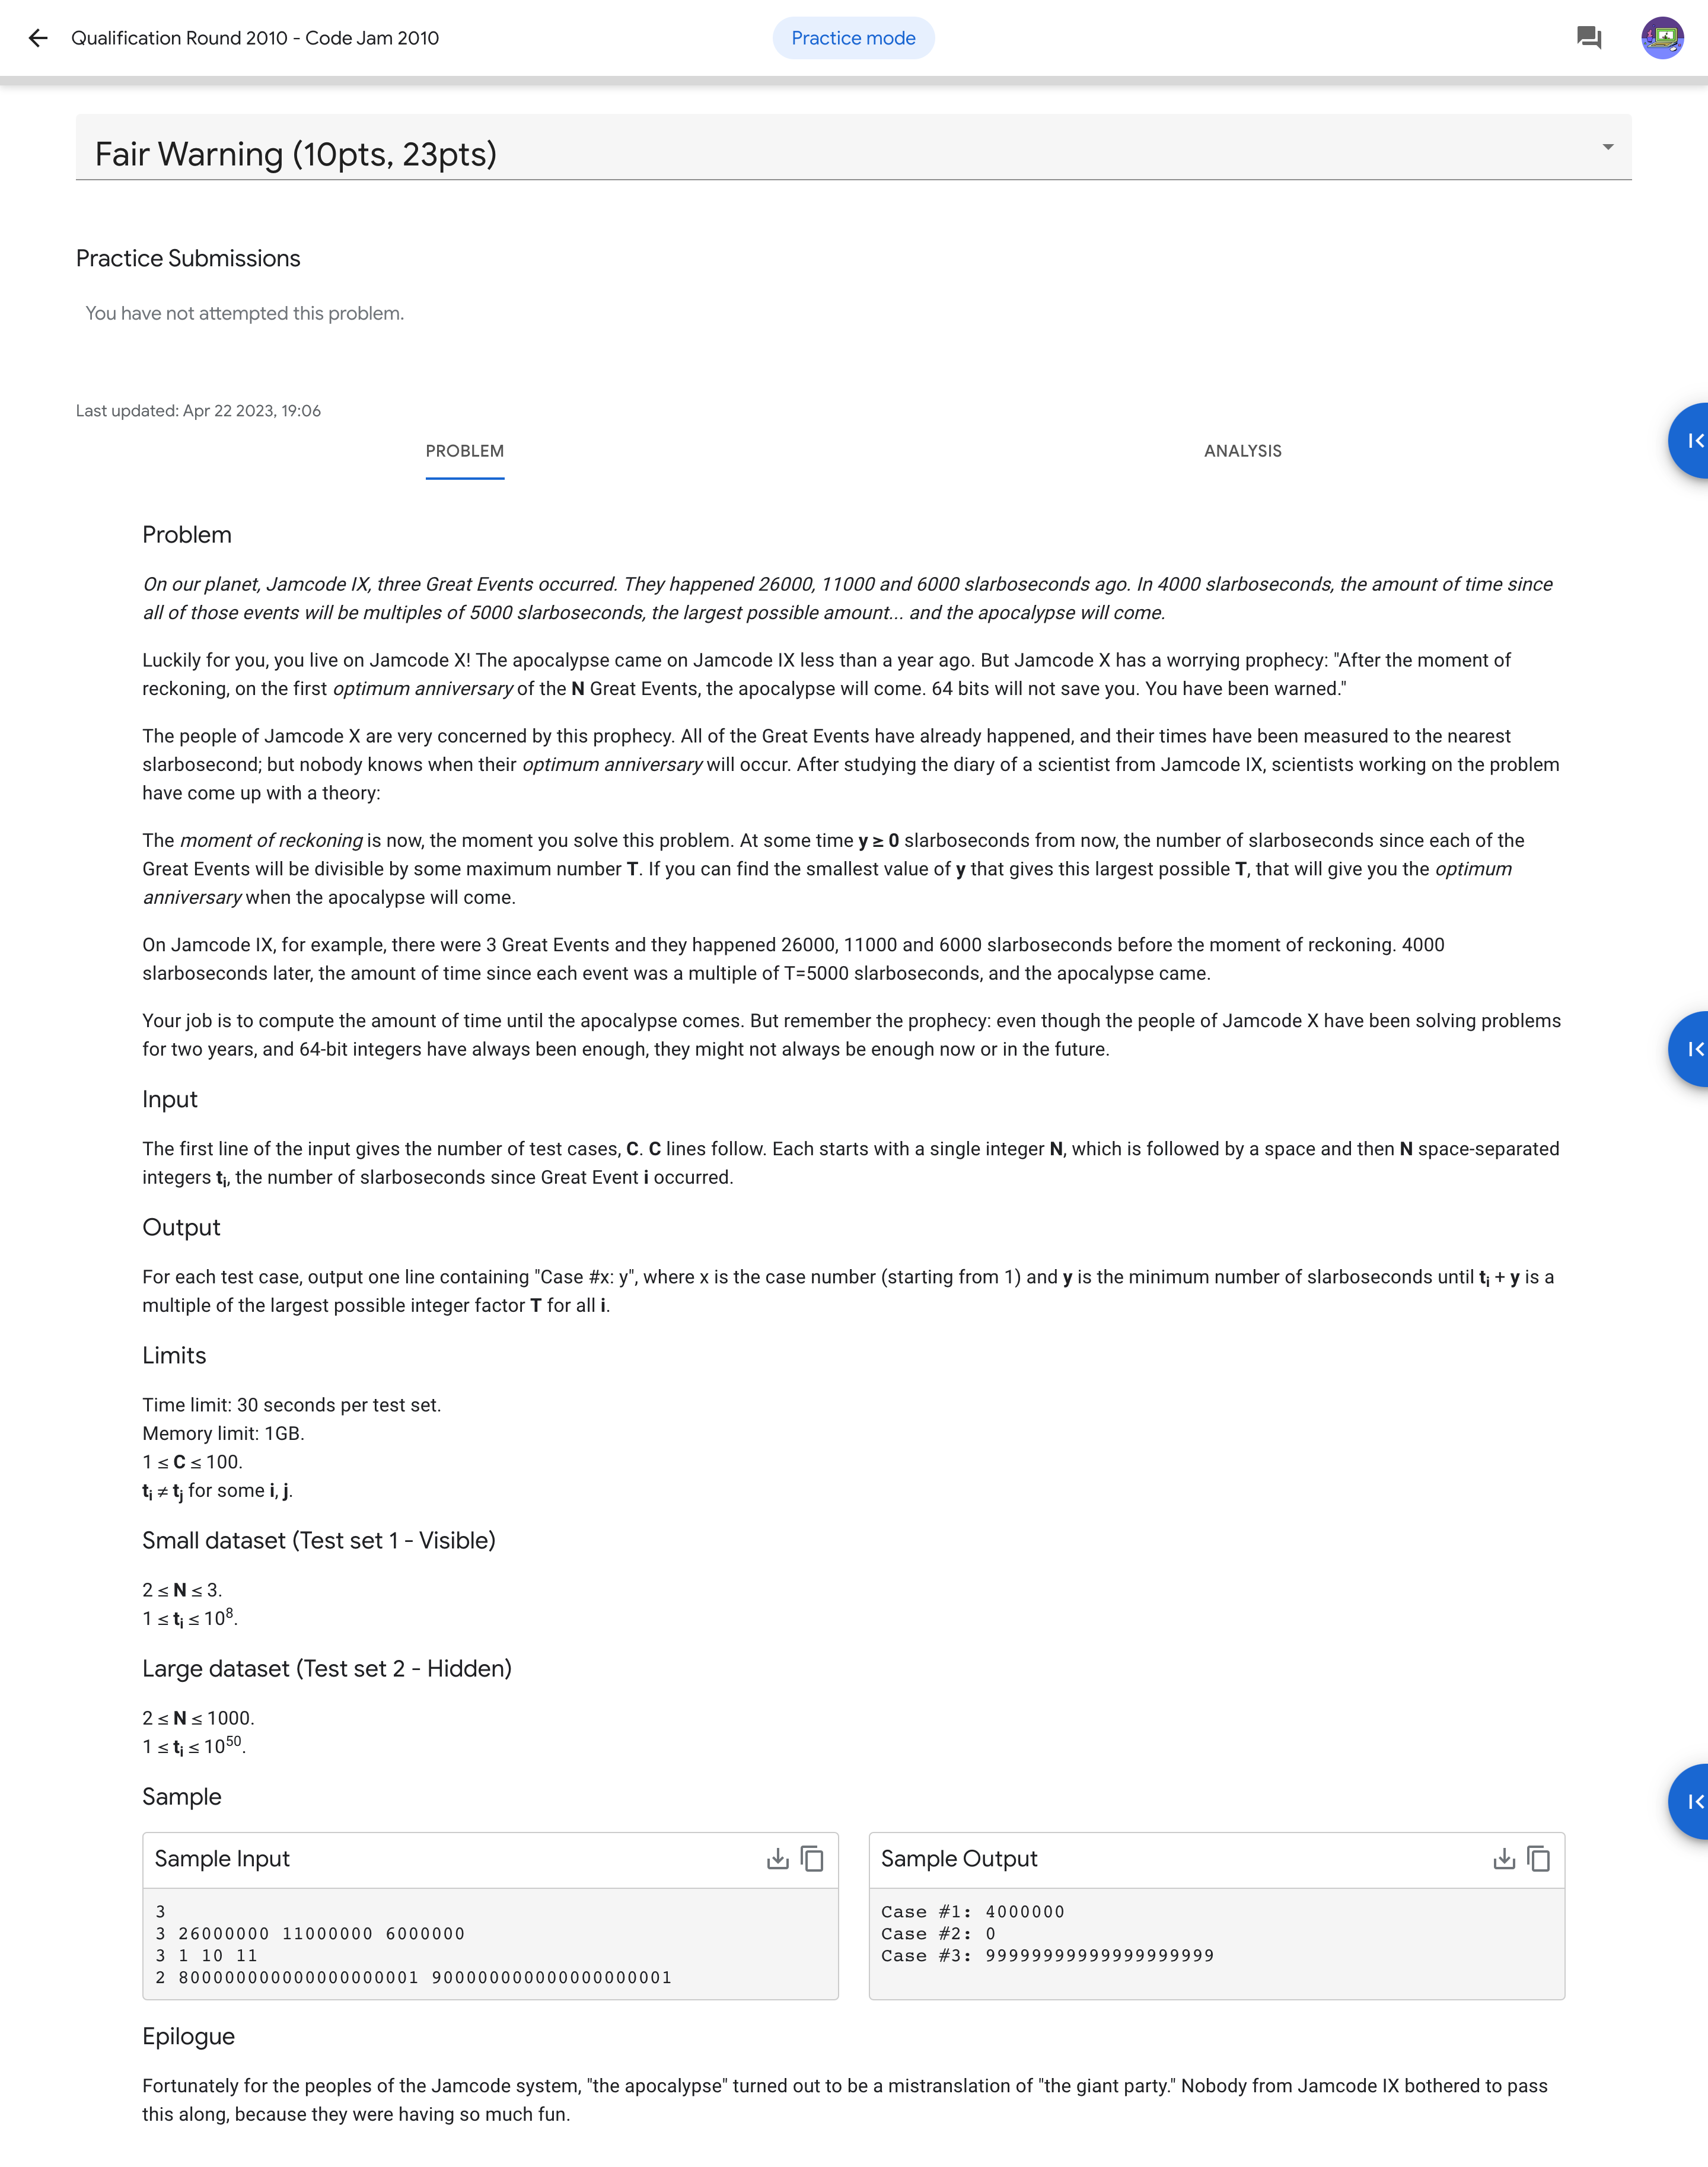 Qualification Round 2010 - Code Jam 2010
Practice mode
Fair Warning (10pts, 23pts)
Practice Submissions
You have not attempted this problem.
Last updated: Apr 22 2023, 19:06
PROBLEM
ANALYSIS
Problem
On our planet, Jamcode IX, three Great Events occurred. They happened 26000, 11000 and 6000 slarboseconds ago. In 4000 slarboseconds, the amount of time since
all of those events will be multiples of 5000 slarboseconds, the largest possible amount... and the apocalypse will come.
Luckily for you, you live on Jamcode X! The apocalypse came on Jamcode IX less than a year ago. But Jamcode X has a worrying prophecy: "After the moment of
reckoning, on the first optimum anniversary of the N Great Events, the apocalypse will come. 64 bits will not save you. You have been warned."
The people of Jamcode X are very concerned by this prophecy. All of the Great Events have already happened, and their times have been measured to the nearest
slarbosecond; but nobody knows when their optimum anniversary will occur. After studying the diary of a scientist from Jamcode IX, scientists working on the problem
have come up with a theory:
The moment of reckoning is now, the moment you solve this problem. At some time y ≥ 0 slarboseconds from now, the number of slarboseconds since each of the
Great Events will be divisible by some maximum number T. If you can find the smallest value of y that gives this largest possible T, that will give you the optimum
anniversary when the apocalypse will come.
On Jamcode IX, for example, there were 3 Great Events and they happened 26000, 11000 and 6000 slarboseconds before the moment of reckoning. 4000
slarboseconds later, the amount of time since each event was a multiple of T=5000 slarboseconds, and the apocalypse came.
Your job is to compute the amount of time until the apocalypse comes. But remember the prophecy: even though the people of Jamcode X have been solving problems
for two years, and 64-bit integers have always been enough, they might not always be enough now or in the future.
Input
The first line of the input gives the number of test cases, C. C lines follow. Each starts with a single integer N, which is followed by a space and then N space-separated
integers tᵢ, the number of slarboseconds since Great Event i occurred.
Output
For each test case, output one line containing "Case #x: y", where x is the case number (starting from 1) and y is the minimum number of slarboseconds until tᵢ + y is a
multiple of the largest possible integer factor T for all i.
Limits
Time limit: 30 seconds per test set.
Memory limit: 1GB.
1 ≤ C ≤ 100.
tᵢ ≠ tⱼ for some i, j.
Small dataset (Test set 1 - Visible)
2 ≤ N ≤ 3.
1 ≤ tᵢ ≤ 10⁸.
Large dataset (Test set 2 - Hidden)
2 ≤ N ≤ 1000.
1 ≤ tᵢ ≤ 10⁵⁰.
Sample
Sample Input
3
3 26000000 11000000 6000000
3 1 10 11
2 800000000000000000001 900000000000000000001
Sample Output
Case #1: 4000000
Case #2: 0
Case #3: 99999999999999999999
Epilogue
Fortunately for the peoples of the Jamcode system, "the apocalypse" turned out to be a mistranslation of "the giant party." Nobody from Jamcode IX bothered to pass
this along, because they were having so much fun.